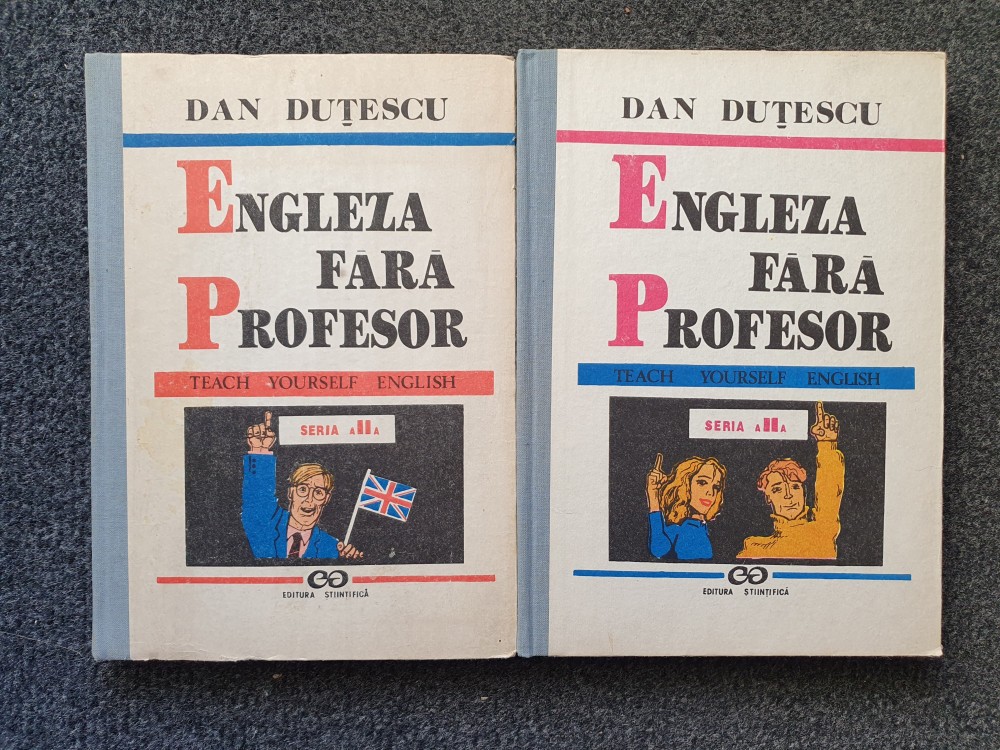 DAN DUȚESCU
ENGLEZA
FĂRĂ
PROFESOR
TEACH YOURSELF ENGLISH
SERIA A II A
EDITURA ȘTIINȚIFICĂ
DAN DUȚESCU
ENGLEZA
FĂRĂ
PROFESOR
TEACH YOURSELF ENGLISH
SERIA A II A
EDITURA ȘTIINȚIFICĂ